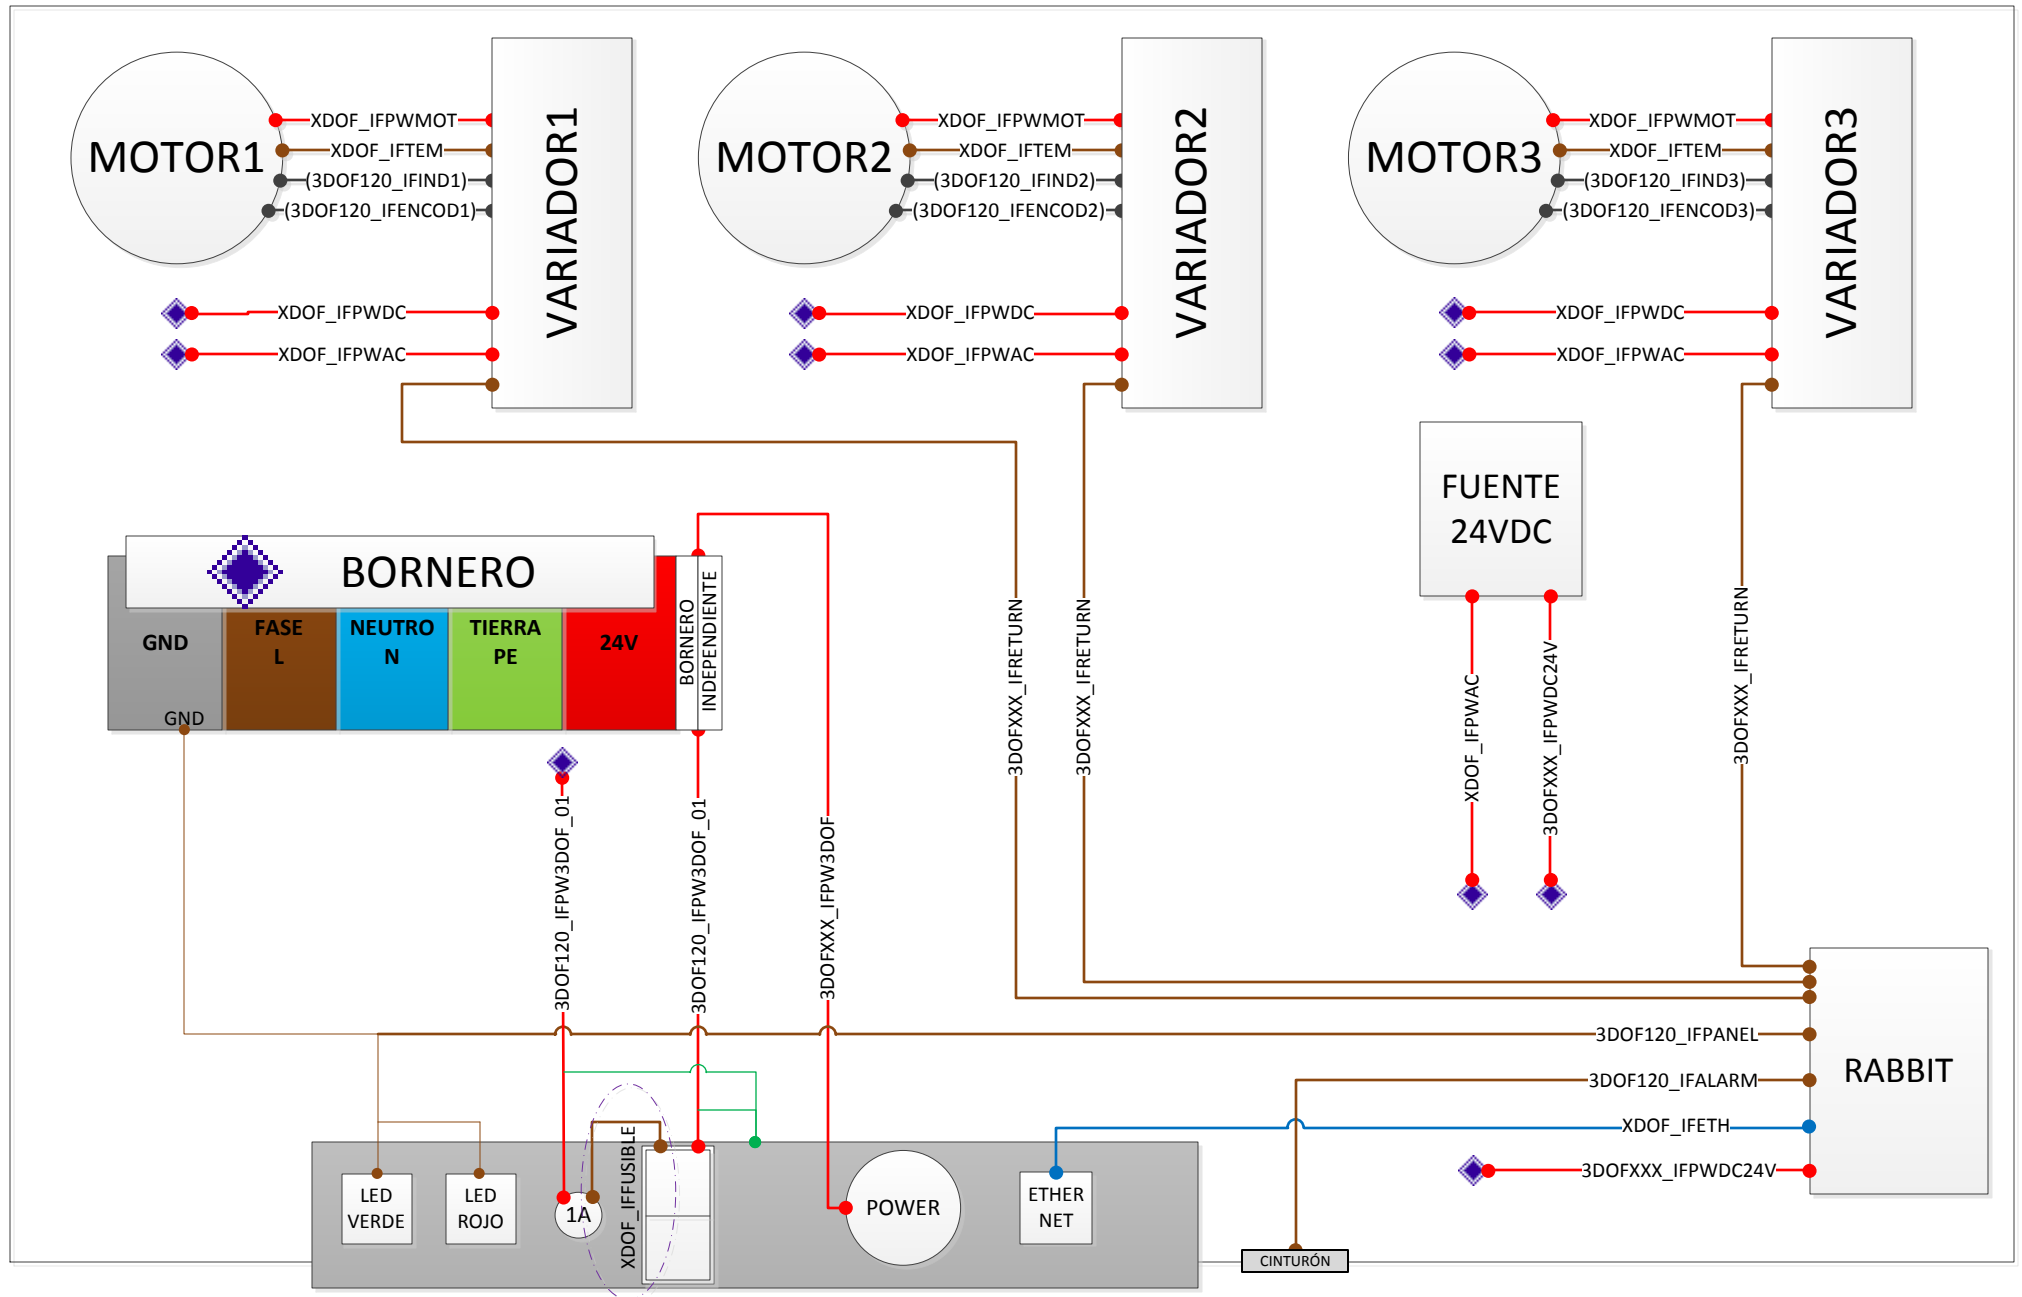 MOTOR1
XDOF_IFPWMOT
XDOF_IFTEM
(3DOF120_IFIND1)
(3DOF120_IFENCOD1)
VARIADOR1
XDOF_IFPWDC
XDOF_IFPWAC
MOTOR2
XDOF_IFPWMOT
XDOF_IFTEM
(3DOF120_IFIND2)
(3DOF120_IFENCOD2)
VARIADOR2
XDOF_IFPWDC
XDOF_IFPWAC
MOTOR3
XDOF_IFPWMOT
XDOF_IFTEM
(3DOF120_IFIND3)
(3DOF120_IFENCOD3)
VARIADOR3
XDOF_IFPWDC
XDOF_IFPWAC
FUENTE
24VDC
BORNERO
GND
FASE
L
NEUTRO
N
TIERRA
PE
24V
BORNERO
INDEPENDIENTE
GND
3DOFXXX_IFRETURN
3DOFXXX_IFRETURN
3DOFXXX_IFRETURN
XDOF_IFPWAC
3DOFXXX_IFPWDC24V
3DOF120_IFPW3DOF_01
3DOF120_IFPW3DOF_01
3DOFXXX_IFPW3DOF
3DOF120_IFPANEL
3DOF120_IFALARM
XDOF_IFETH
3DOFXXX_IFPWDC24V
RABBIT
LED
VERDE
LED
ROJO
1A
XDOF_IFFUSIBLE
POWER
ETHER
NET
CINTURÓN